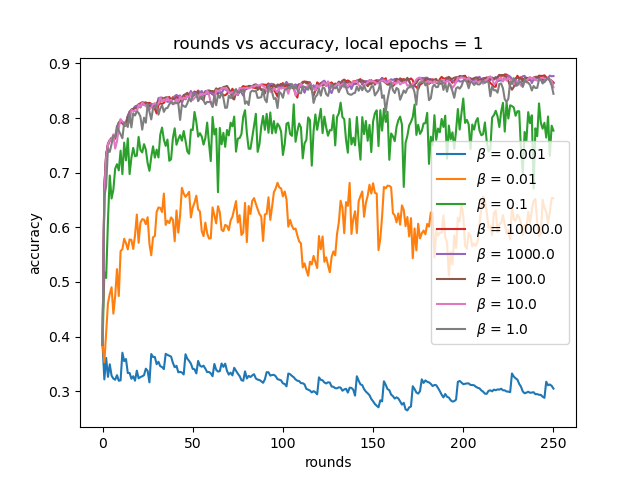 rounds vs accuracy, local epochs = 1
accuracy
0.9
0.8
0.7
0.6
0.5
0.4
0.3
β = 0.001
β = 0.01
β = 0.1
β = 10000.0
β = 1000.0
β = 100.0
β = 10.0
β = 1.0
0 50 100 150 200 250
rounds